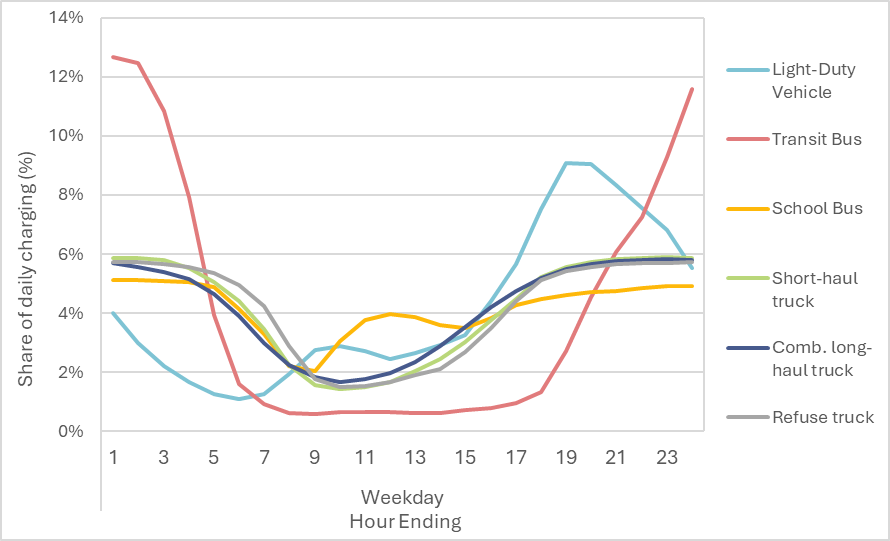 14%
12%
10%
8%
6%
4%
2%
0%
Share of daily charging (%)
1 3 5 7 9 11 13 15 17 19 21 23
Weekday
Hour Ending
Light-Duty
Vehicle
Transit Bus
School Bus
Short-haul
truck
Comb. long-
haul truck
Refuse truck